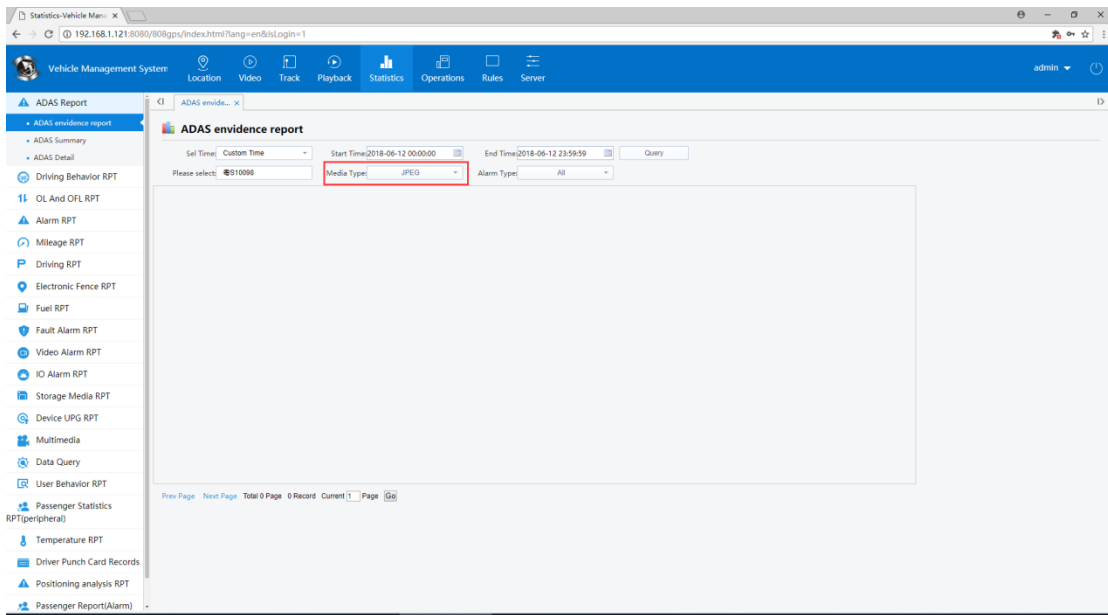 Statistics-Vehicle Mana
192.168.1.121:8080/808gps/index.html?lang=en&isLogin=1
Vehicle Management System
Location
Video
Track
Playback
Statistics
Operations
Rules
Server
admin
ADAS Report
ADAS envidence report
ADAS Summary
ADAS Detail
Driving Behavior RPT
OL And OFL RPT
Alarm RPT
Mileage RPT
Driving RPT
Electronic Fence RPT
Fuel RPT
Fault Alarm RPT
Video Alarm RPT
IO Alarm RPT
Storage Media RPT
Device UPG RPT
Multimedia
Data Query
User Behavior RPT
Passenger Statistics
RPT(peripheral)
Temperature RPT
Driver Punch Card Records
Positioning analysis RPT
Passenger Report(Alarm)
ADAS envide...
ADAS envidence report
Sel Time: Custom Time Start Time: 2018-06-12 00:00:00 End Time: 2018-06-12 23:59:59 Query
Please select: 粤S10098 Media Type: JPEG Alarm Type: All
Prev Page Next Page Total 0 Page 0 Record Current 1 Page Go